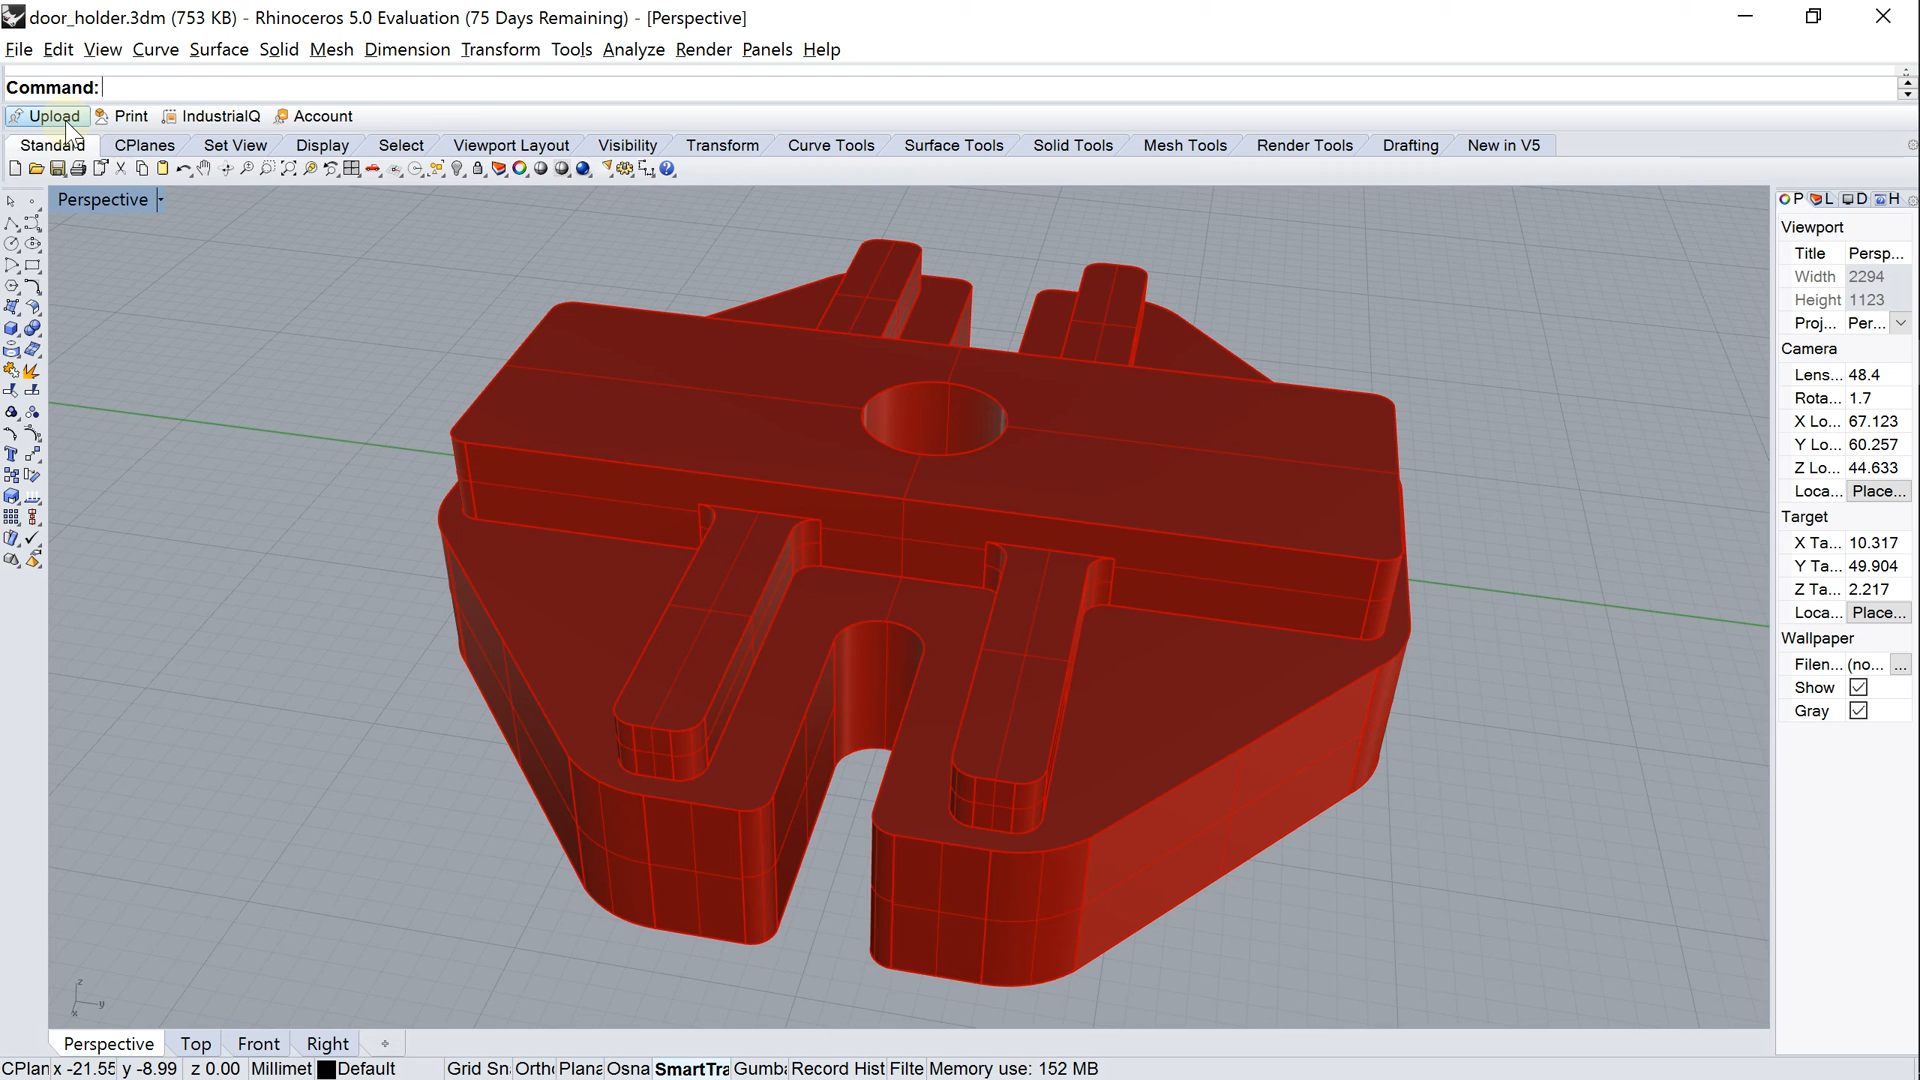 door_holder.3dm (753 KB) - Rhinoceros 5.0 Evaluation (75 Days Remaining) - [Perspective]
File Edit View Curve Surface Solid Mesh Dimension Transform Tools Analyze Render Panels Help
Command:
Upload Print IndustrialQ Account
Standard CPlanes Set View Display Select Viewport Layout Visibility Transform Curve Tools Surface Tools Solid Tools Mesh Tools Render Tools Drafting New in V5
Perspective
P L D H
Viewport
Title Persp...
Width 2294
Height 1123
Proj... Per...
Camera
Lens... 48.4
Rota... 1.7
X Lo... 67.123
Y Lo... 60.257
Z Lo... 44.633
Loca... Place...
Target
X Ta... 10.317
Y Ta... 49.904
Z Ta... 2.217
Loca... Place...
Wallpaper
Filen... (no... ...
Show
Gray
z
y
x
Perspective Top Front Right
CPlan x -21.55 y -8.99 z 0.00 Millimet Default Grid Sn Ortho Plana Osna SmartTra Gumba Record Hist Filte Memory use: 152 MB